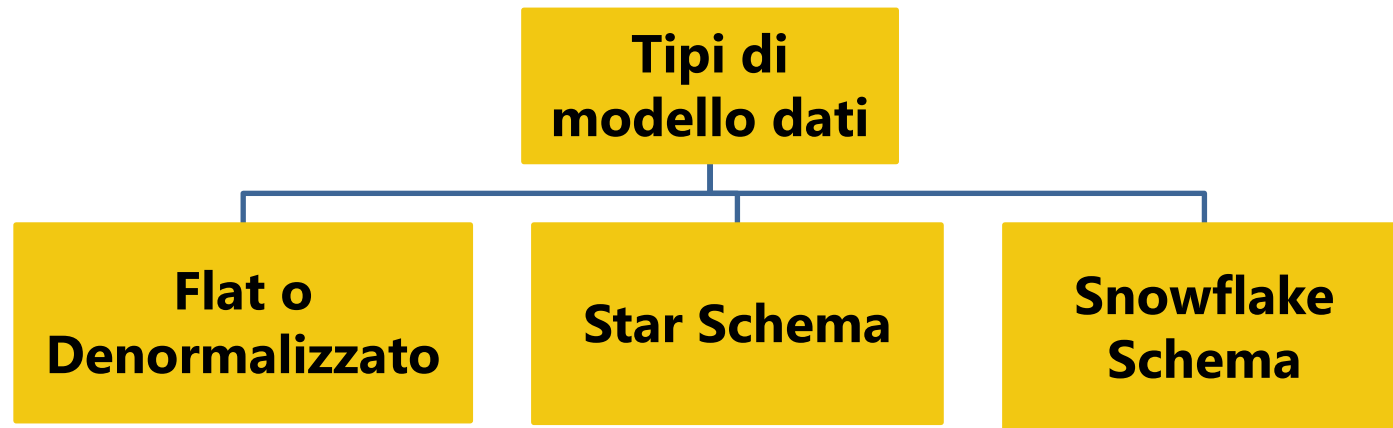 Tipi di
modello dati
Flat o
Denormalizzato
Star Schema
Snowflake
Schema